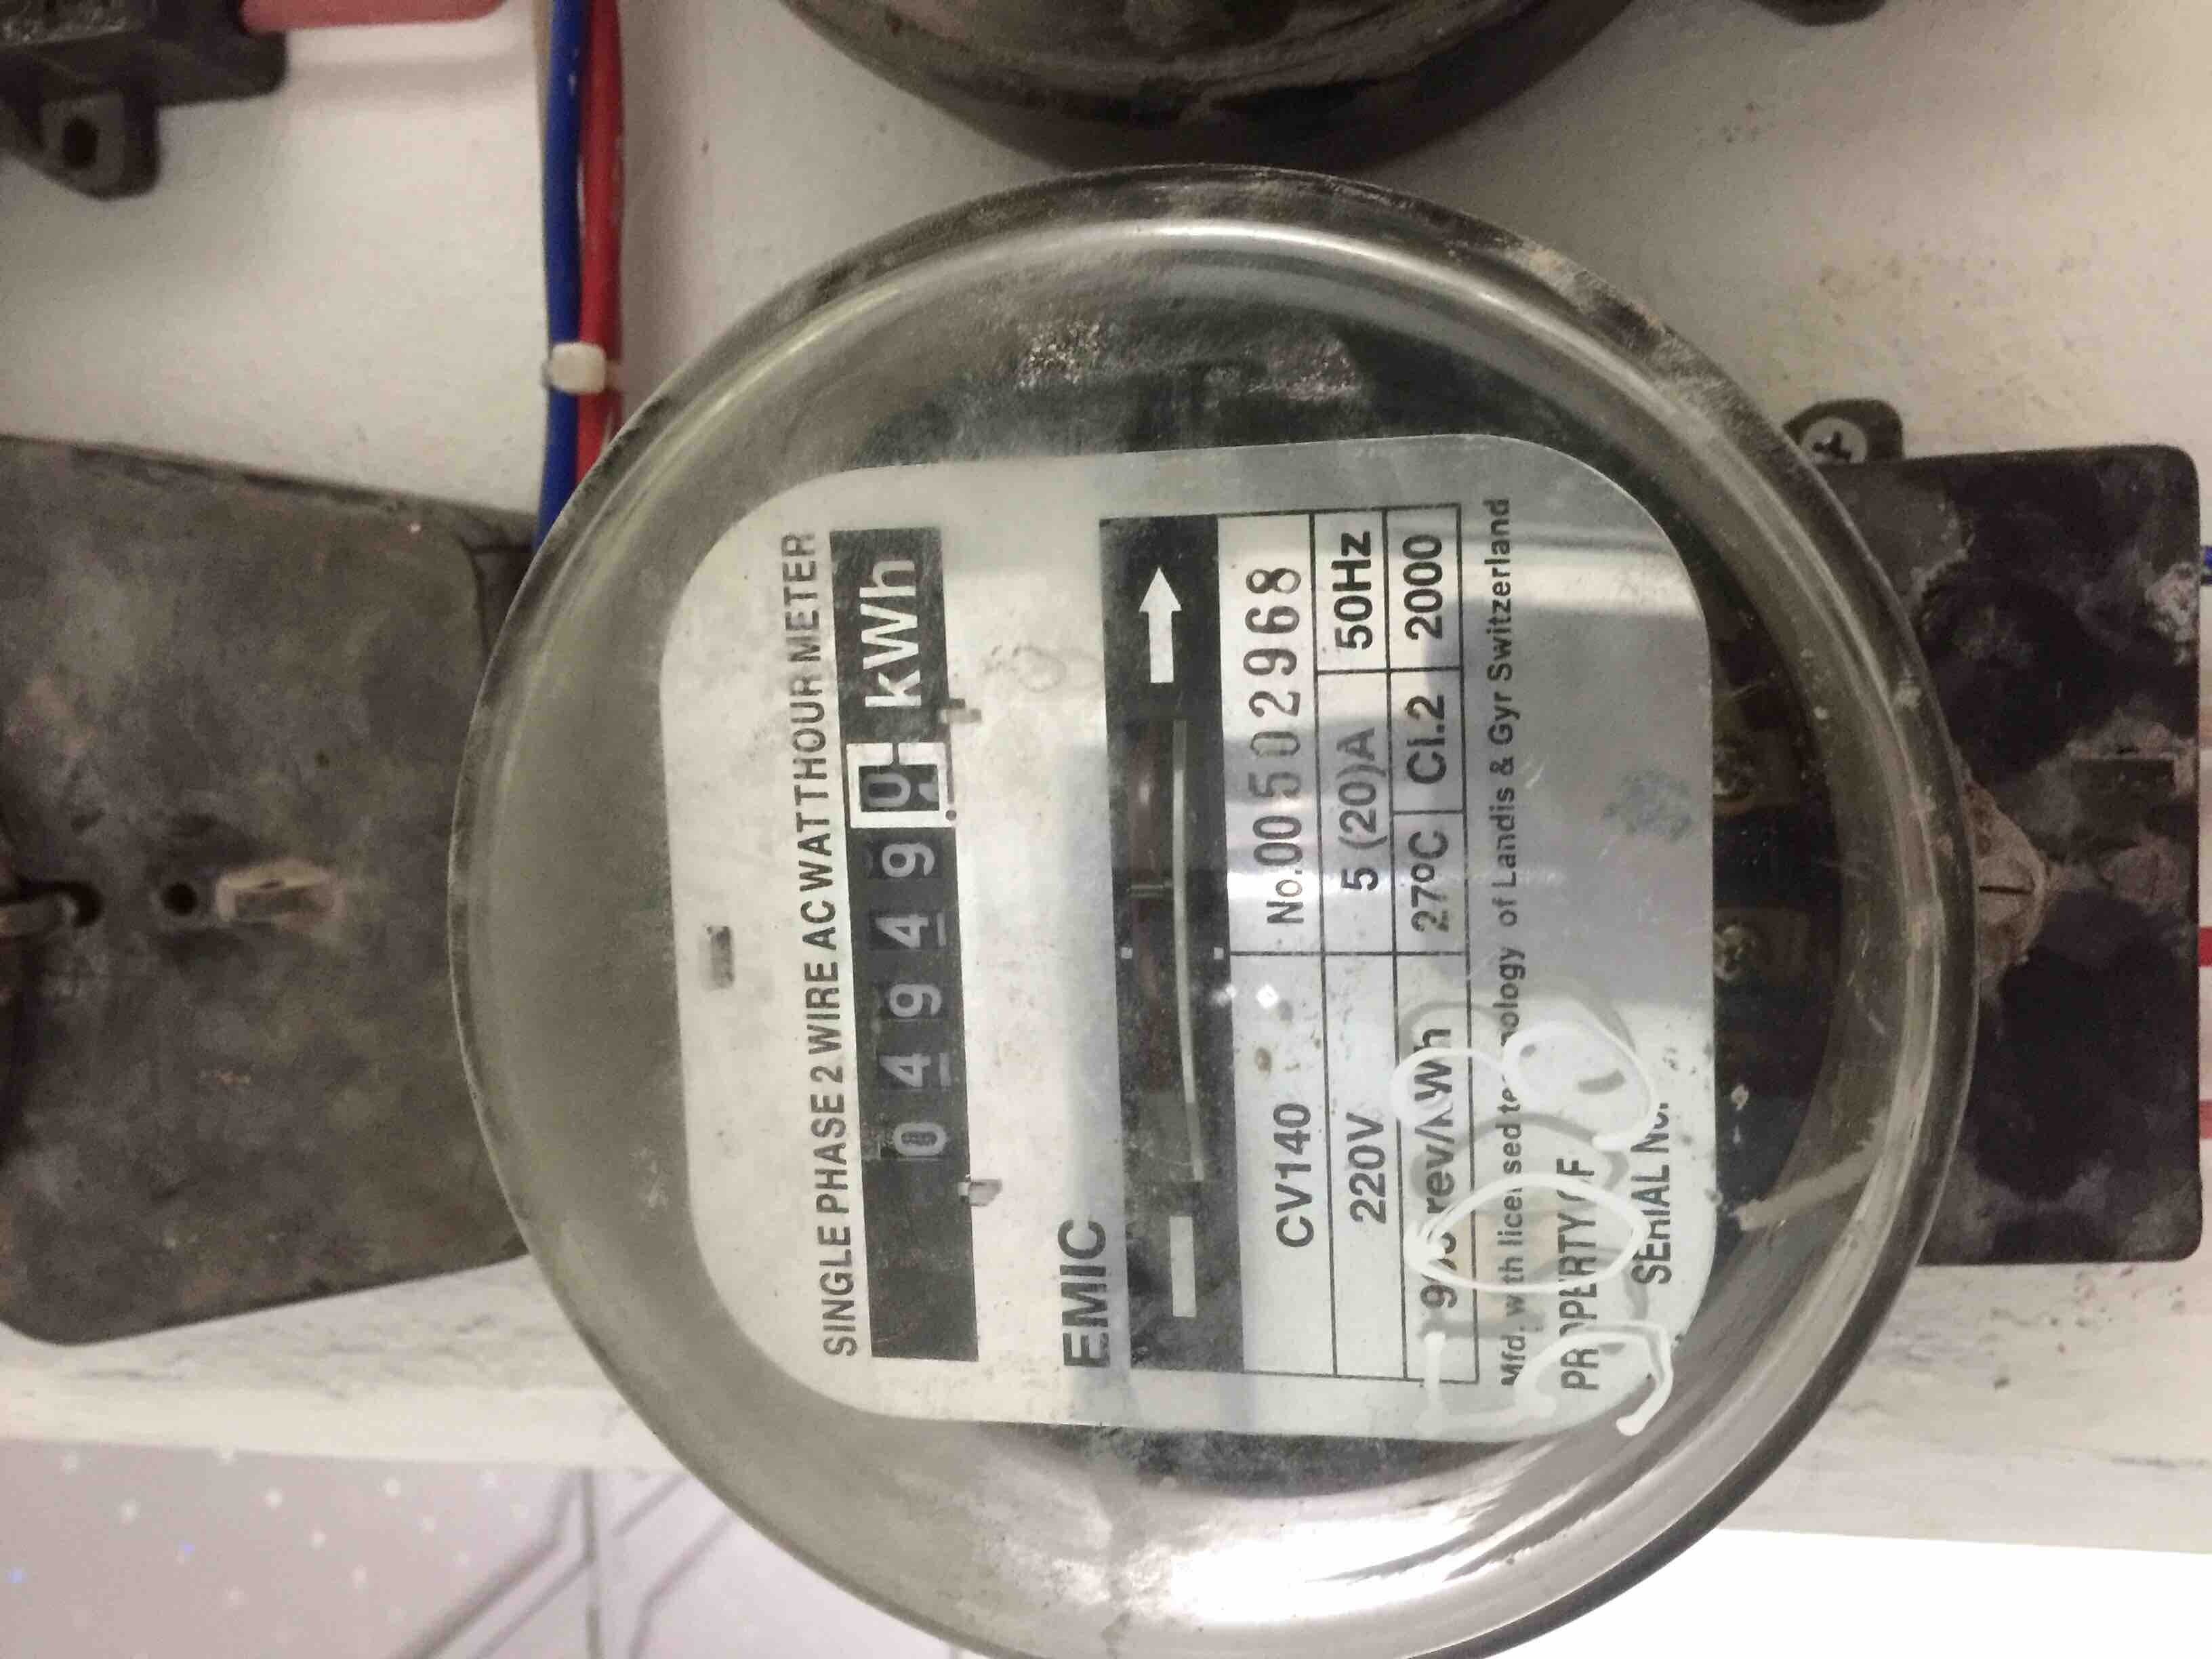 SINGLE PHASE 2 WIRE AC WATTHOUR METER
0 4 9 4 9 kWh
EMIC
CV140 No.00502968
220V 5 (20)A 50Hz
rev/kWh 27ºC Cl.2 2000
Mfd. with licensed technology of Landis & Gyr Switzerland
PROPERTY OF
SERIAL No.